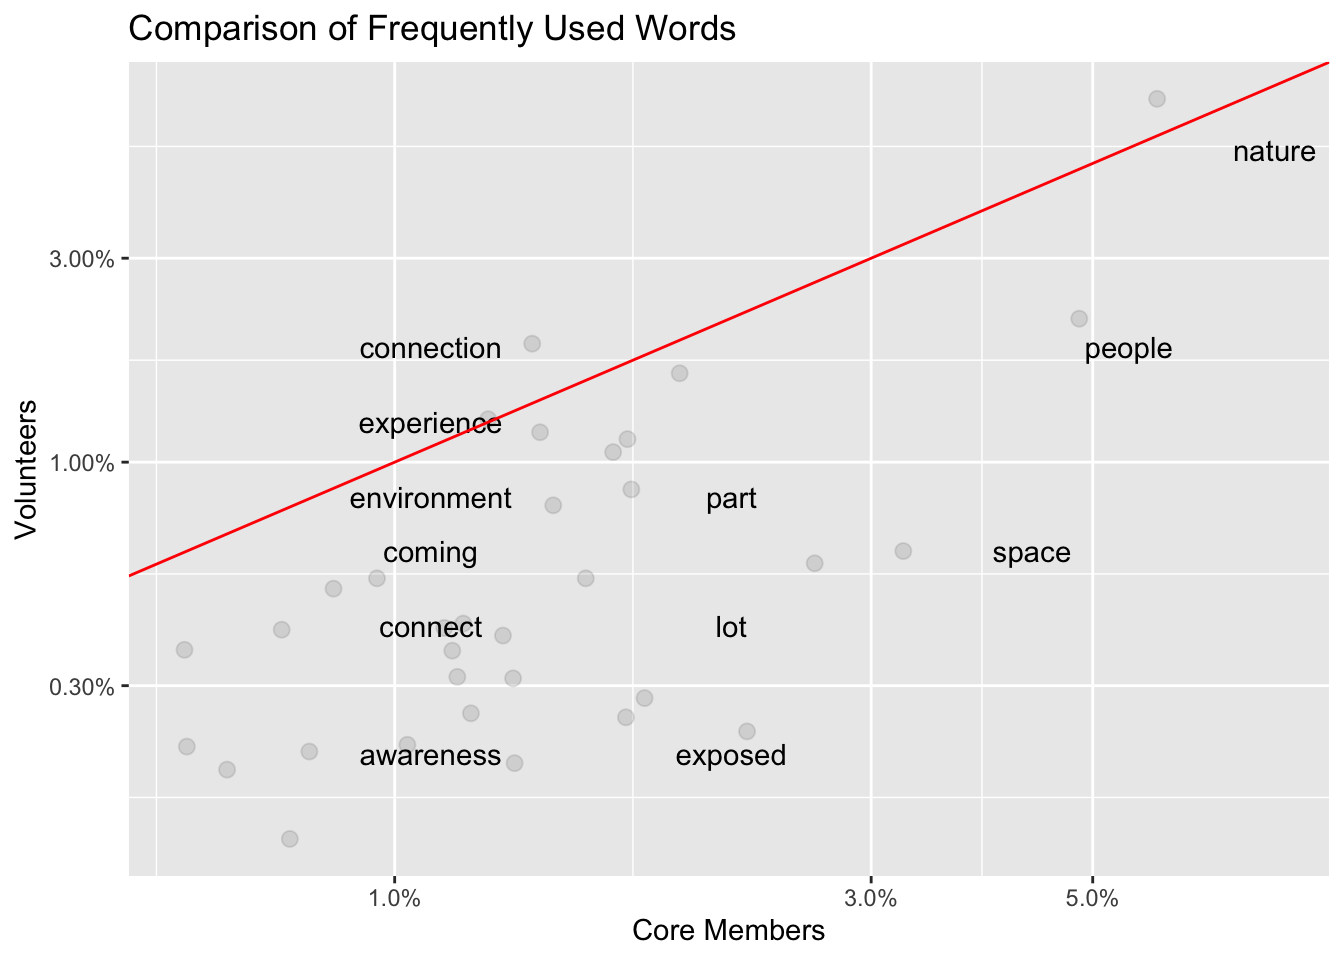 Comparison of Frequently Used Words
nature
3.00%
connection
people
experience
1.00%
environment
part
coming
space
connect
lot
0.30%
awareness
exposed
1.0%
3.0%
5.0%
Core Members
Volunteers